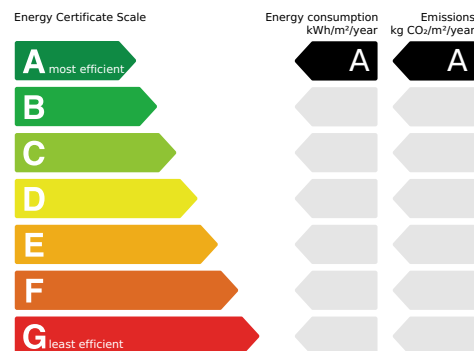 Energy Certificate Scale
Energy consumption
kWh/m²/year
Emissions
kg CO₂/m²/year
A most efficient
A
A
B
C
D
E
F
G least efficient